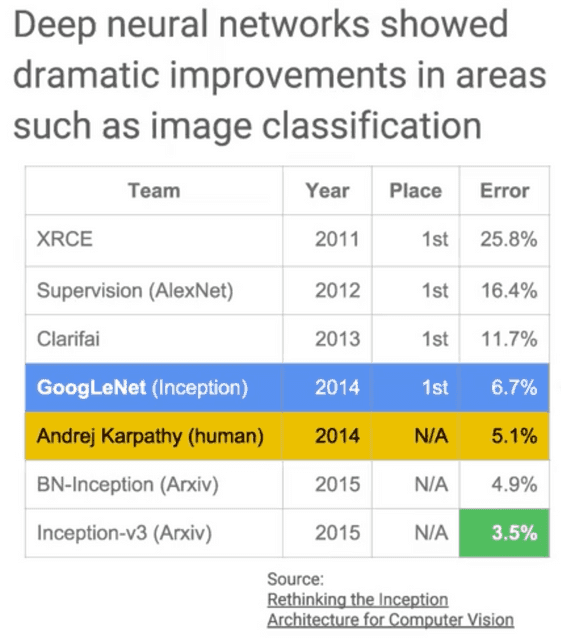 Deep neural networks showed
dramatic improvements in areas
such as image classification
Team Year Place Error
XRCE 2011 1st 25.8%
Supervision (AlexNet) 2012 1st 16.4%
Clarifai 2013 1st 11.7%
GoogLeNet (Inception) 2014 1st 6.7%
Andrej Karpathy (human) 2014 N/A 5.1%
BN-Inception (Arxiv) 2015 N/A 4.9%
Inception-v3 (Arxiv) 2015 N/A 3.5%
Source:
Rethinking the Inception
Architecture for Computer Vision